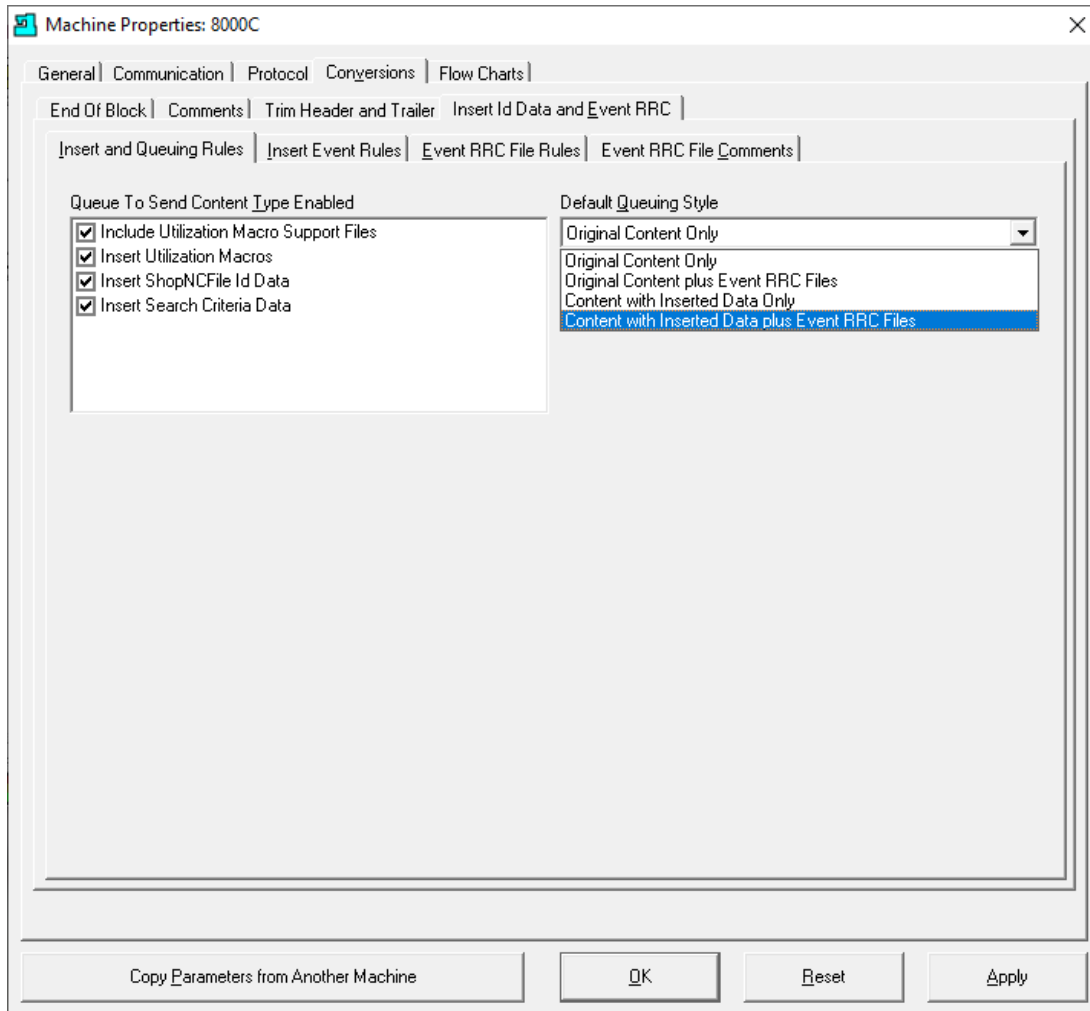 Machine Properties: 8000C
General Communication Protocol Conversions Flow Charts
End Of Block Comments Trim Header and Trailer Insert Id Data and Event RRC
Insert and Queuing Rules Insert Event Rules Event RRC File Rules Event RRC File Comments
Queue To Send Content Type Enabled
Include Utilization Macro Support Files
Insert Utilization Macros
Insert ShopNCFile Id Data
Insert Search Criteria Data
Default Queuing Style
Original Content Only
Original Content Only
Original Content plus Event RRC Files
Content with Inserted Data Only
Content with Inserted Data plus Event RRC Files
Copy Parameters from Another Machine OK Reset Apply